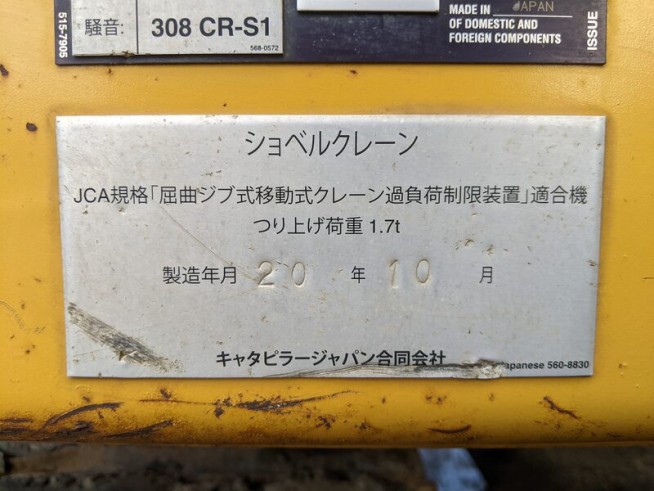 515-7905
騒音: 308 CR-S1
568-0572
MADE IN JAPAN
OF DOMESTIC AND
FOREIGN COMPONENTS
ISSUE
ショベルクレーン
JCA規格「屈曲ジブ式移動式クレーン過負荷制限装置」適合機
つり上げ荷重 1.7t
製造年月 20 年 10 月
キャタピラージャパン合同会社
Japanese 560-8830